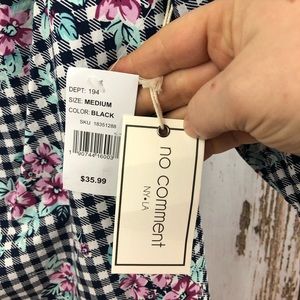 DEPT: 194
SIZE: MEDIUM
COLOR: BLACK
SKU 18351288
$35.99
no comment
NY•LA